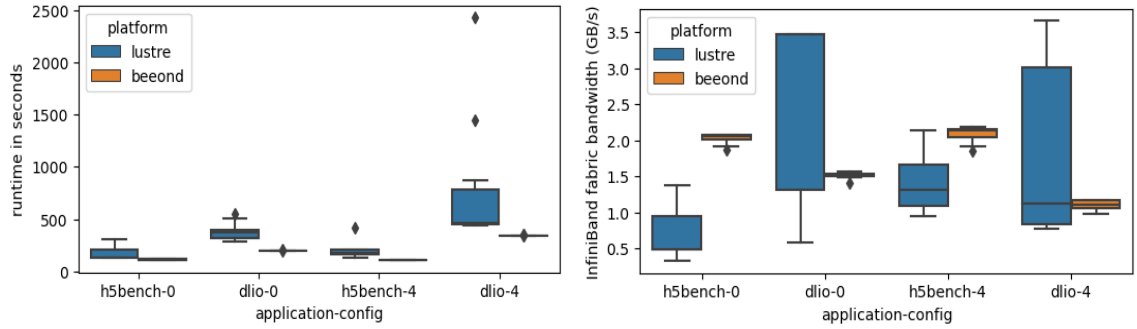 runtime in seconds
2500
2000
1500
1000
500
0
platform
lustre
beeond
h5bench-0
dlio-0
h5bench-4
dlio-4
application-config
InfiniBand fabric bandwidth (GB/s)
3.5
3.0
2.5
2.0
1.5
1.0
0.5
platform
lustre
beeond
h5bench-0
dlio-0
h5bench-4
dlio-4
application-config